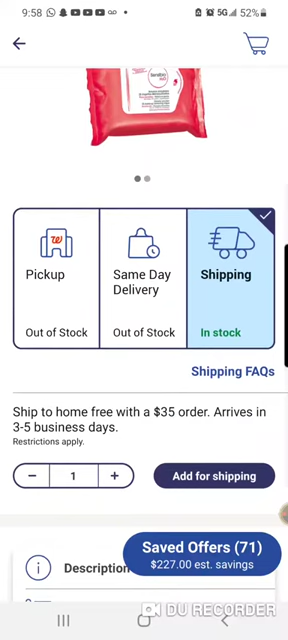 9:58
5G 52%
Pickup
Same Day
Delivery
Shipping
Out of Stock
Out of Stock
In stock
Shipping FAQs
Ship to home free with a $35 order. Arrives in
3-5 business days.
Restrictions apply.
− 1 +
Add for shipping
Saved Offers (71)
$227.00 est. savings
Description
DU RECORDER